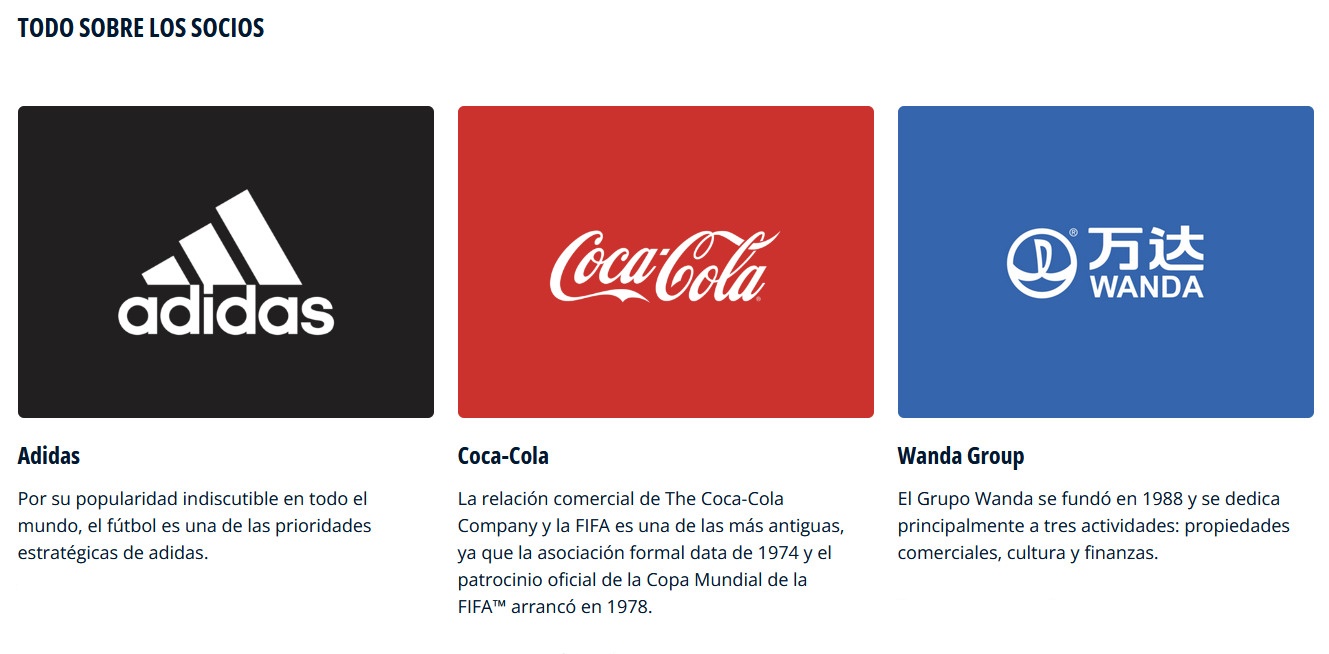 TODO SOBRE LOS SOCIOS
adidas
Coca-Cola
®
®
万达
WANDA
Adidas
Por su popularidad indiscutible en todo el
mundo, el fútbol es una de las prioridades
estratégicas de adidas.
Coca-Cola
La relación comercial de The Coca-Cola
Company y la FIFA es una de las más antiguas,
ya que la asociación formal data de 1974 y el
patrocinio oficial de la Copa Mundial de la
FIFA™ arrancó en 1978.
Wanda Group
El Grupo Wanda se fundó en 1988 y se dedica
principalmente a tres actividades: propiedades
comerciales, cultura y finanzas.